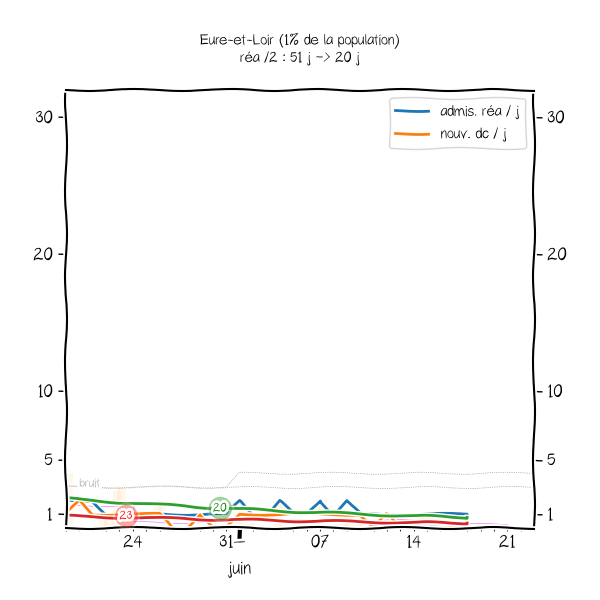 Eure-et-Loir (1% de la population)
réa /2 : 51 j -> 20 j
admis. réa / j
nouv. dc / j
30 30
20 20
10 10
5 5
bruit
1 23 20 1
24 31 07 14 21
juin